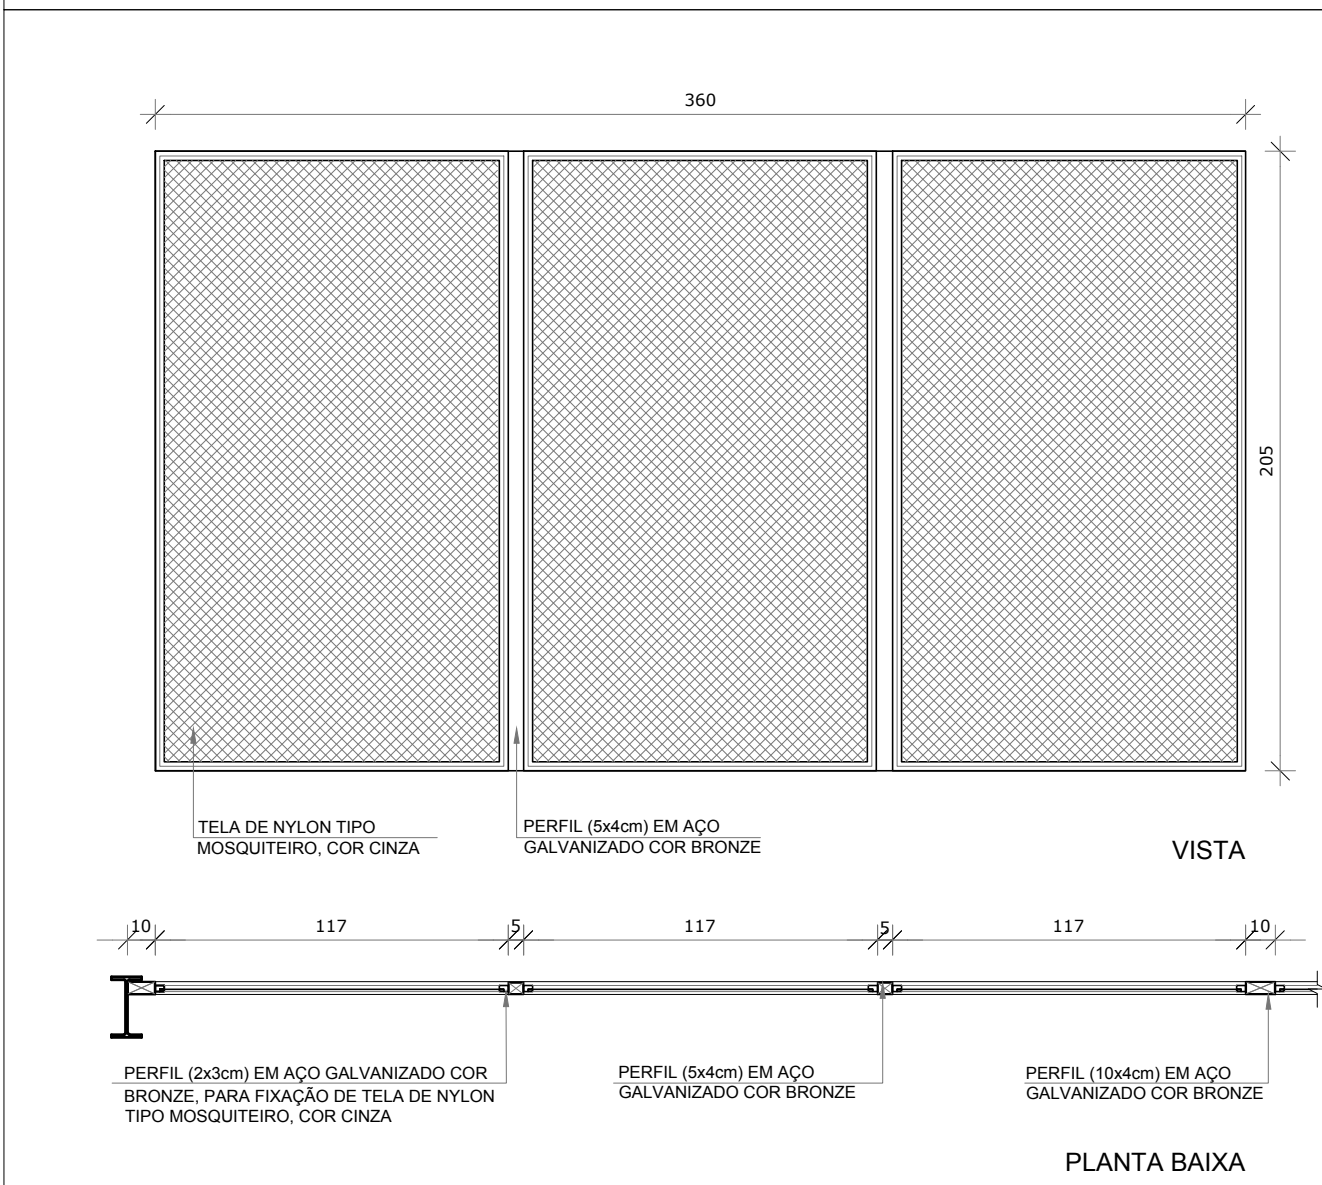 360
205
TELA DE NYLON TIPO
MOSQUITEIRO, COR CINZA
PERFIL (5x4cm) EM AÇO
GALVANIZADO COR BRONZE
VISTA
10 117 5 117 5 117 10
PERFIL (2x3cm) EM AÇO GALVANIZADO COR
BRONZE, PARA FIXAÇÃO DE TELA DE NYLON
TIPO MOSQUITEIRO, COR CINZA
PERFIL (5x4cm) EM AÇO
GALVANIZADO COR BRONZE
PERFIL (10x4cm) EM AÇO
GALVANIZADO COR BRONZE
PLANTA BAIXA